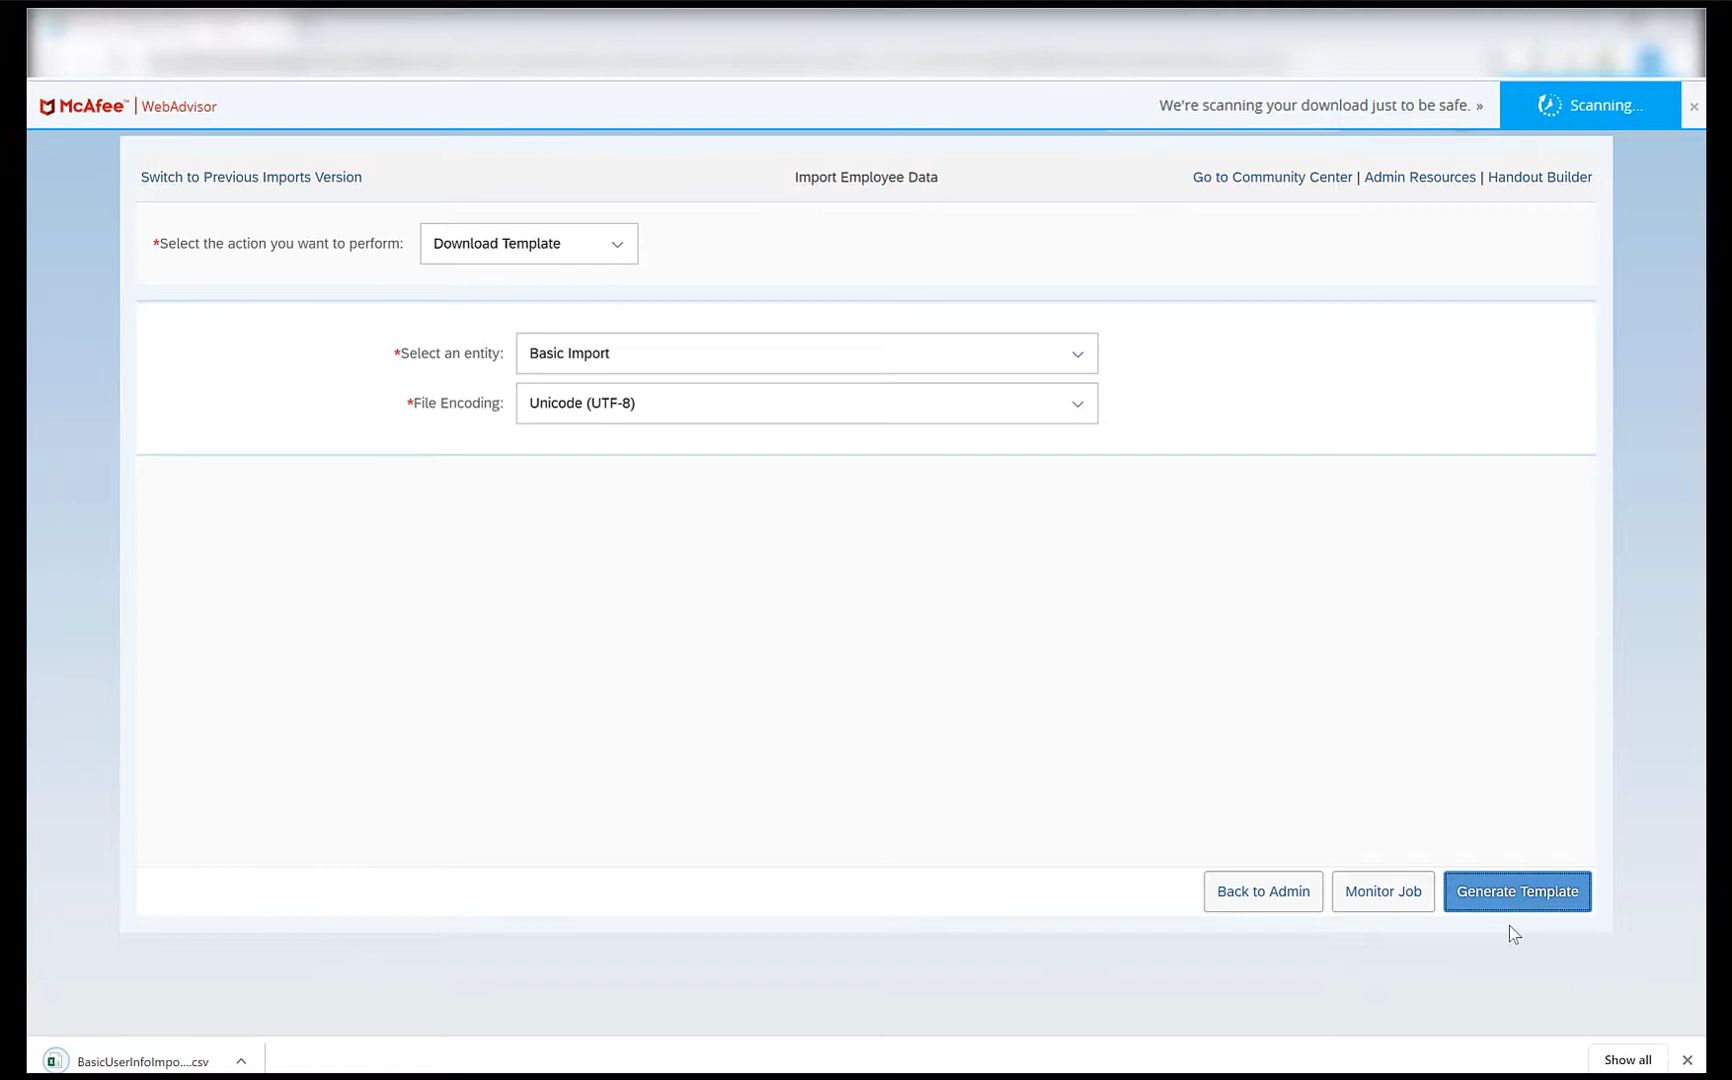 McAfee™ | WebAdvisor
We're scanning your download just to be safe. »
Scanning...
Switch to Previous Imports Version
Import Employee Data
Go to Community Center | Admin Resources | Handout Builder
*Select the action you want to perform:
Download Template
*Select an entity:
Basic Import
*File Encoding:
Unicode (UTF-8)
Back to Admin
Monitor Job
Generate Template
BasicUserInfoImpo....csv
Show all